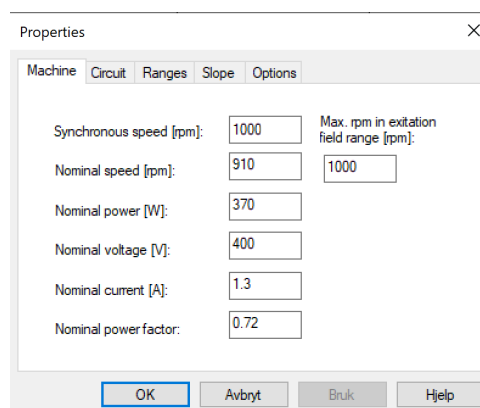 Properties
Machine Circuit Ranges Slope Options
Synchronous speed [rpm]: 1000
Max. rpm in exitation
field range [rpm]:
Nominal speed [rpm]: 910
1000
Nominal power [W]: 370
Nominal voltage [V]: 400
Nominal current [A]: 1.3
Nominal power factor: 0.72
OK Avbryt Bruk Hjelp